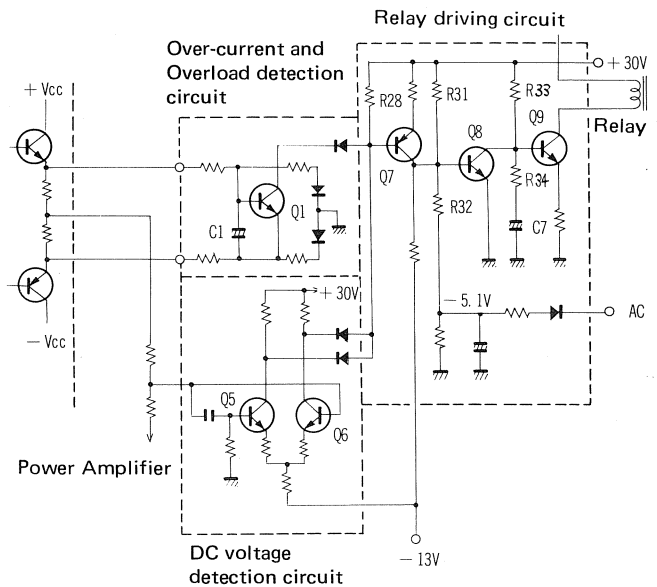 Relay driving circuit
Over-current and
Overload detection
circuit
+ 30V
+ Vcc
R28
R31
R33
Q9
Q8
Relay
Q7
R34
Q1
C1
R32
C7
- 5. 1V
AC
+ 30V
- Vcc
Q5
Q6
Power Amplifier
- 13V
DC voltage
detection circuit